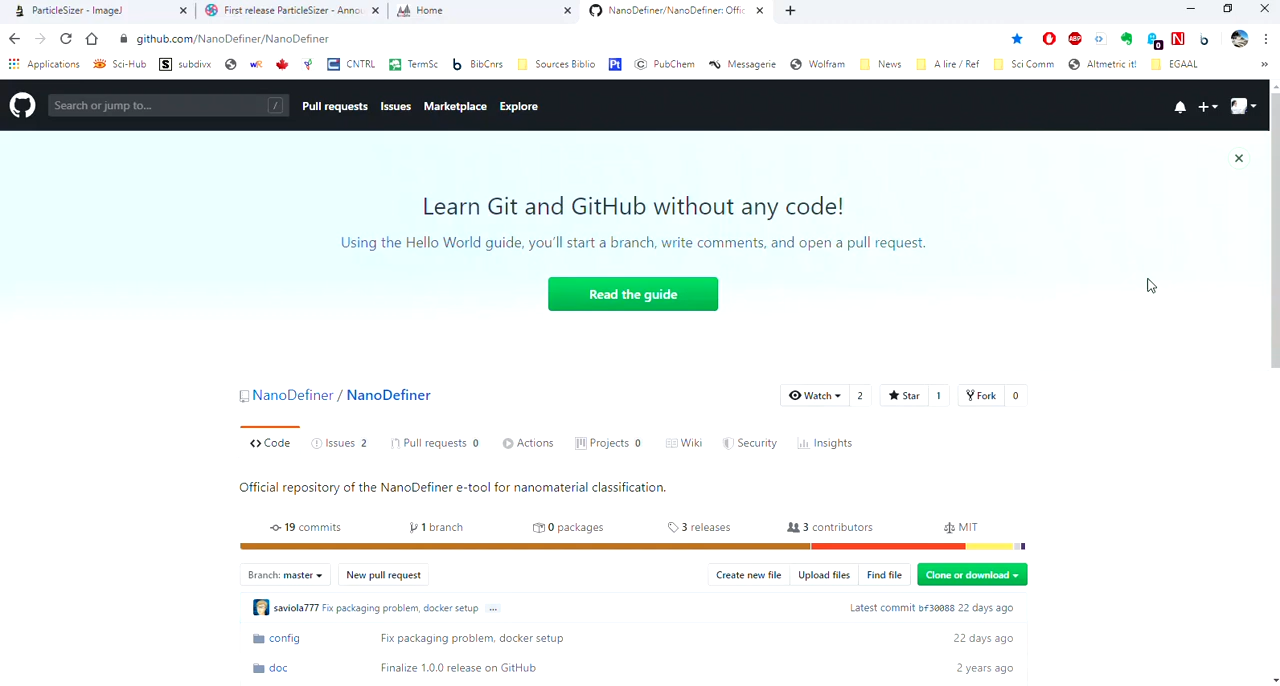 ParticleSizer - ImageJ
First release ParticleSizer - Annou
Home
NanoDefiner/NanoDefiner: Offic
github.com/NanoDefiner/NanoDefiner
ABP
0
N
b
Applications
Sci-Hub
S subdivx
wR
CNTRL
TermSc
b BibCnrs
Sources Biblio
Pt
PubChem
Messagerie
Wolfram
News
A lire / Ref
Sci Comm
Altmetric it!
EGAAL
»
Search or jump to...
/
Pull requests
Issues
Marketplace
Explore
Learn Git and GitHub without any code!
Using the Hello World guide, you'll start a branch, write comments, and open a pull request.
Read the guide
NanoDefiner / NanoDefiner
Watch 2
Star 1
Fork 0
Code
Issues 2
Pull requests 0
Actions
Projects 0
Wiki
Security
Insights
Official repository of the NanoDefiner e-tool for nanomaterial classification.
19 commits
1 branch
0 packages
3 releases
3 contributors
MIT
Branch: master
New pull request
Create new file
Upload files
Find file
Clone or download
saviola777 Fix packaging problem, docker setup ...
Latest commit bf30088 22 days ago
config
Fix packaging problem, docker setup
22 days ago
doc
Finalize 1.0.0 release on GitHub
2 years ago